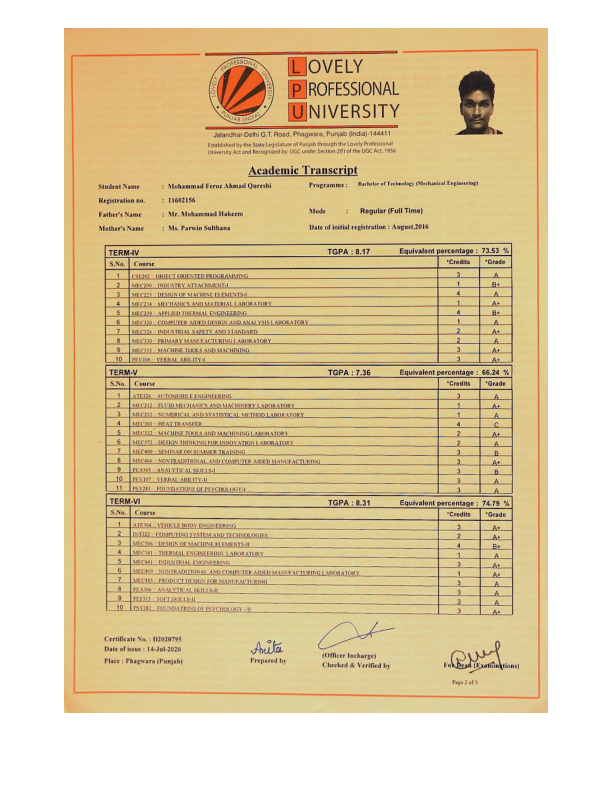 LOVELY
PROFESSIONAL
UNIVERSITY
LOVELY PROFESSIONAL UNIVERSITY
PUNJAB (INDIA)
Jalandhar-Delhi G.T. Road, Phagwara, Punjab (India)-144411
Established by the State Legislature of Punjab through the Lovely Professional
University Act and Recognized by UGC under Section 2(f) of the UGC Act, 1956
Academic Transcript
Student Name : Mohammad Feroz Ahmad Qureshi Programme : Bachelor of Technology (Mechanical Engineering)
Registration no. : 11602156
Father's Name : Mr. Mohammad Hakeem Mode : Regular (Full Time)
Mother's Name : Ms. Parwin Sulthana Date of initial registration : August,2016
TERM-IV TGPA : 8.17 Equivalent percentage : 73.53 %
S.No. Course *Credits *Grade
1 CSE202 : OBJECT ORIENTED PROGRAMMING 3 A
2 MEC200 : INDUSTRY ATTACHMENT-I 1 B+
3 MEC223 : DESIGN OF MACHINE ELEMENTS-I 4 A
4 MEC234 : MECHANICS AND MATERIAL LABORATORY 1 A+
5 MEC239 : APPLIED THERMAL ENGINEERING 4 B+
6 MEC320 : COMPUTER AIDED DESIGN AND ANALYSIS LABORATORY 1 A
7 MEC326 : INDUSTRIAL SAFETY AND STANDARD 2 A+
8 MEC330 : PRIMARY MANUFACTURING LABORATORY 2 A
9 MEC331 : MACHINE TOOLS AND MACHINING 3 A+
10 PEV106 : VERBAL ABILITY-I 3 A+
TERM-V TGPA : 7.36 Equivalent percentage : 66.24 %
S.No. Course *Credits *Grade
1 ATE326 : AUTOMOBILE ENGINEERING 3 A
2 MEC212 : FLUID MECHANICS AND MACHINERY LABORATORY 1 A+
3 MEC232 : NUMERICAL AND STATISTICAL METHOD LABORATORY 1 A
4 MEC301 : HEAT TRANSFER 4 C
5 MEC332 : MACHINE TOOLS AND MACHINING LABORATORY 2 A+
6 MEC372 : DESIGN THINKING FOR INNOVATION LABORATORY 2 A
7 MEC400 : SEMINAR ON SUMMER TRAINING 3 B
8 MEC466 : NONTRADITIONAL AND COMPUTER AIDED MANUFACTURING 3 A+
9 PEA305 : ANALYTICAL SKILLS-I 3 B
10 PEV107 : VERBAL ABILITY-II 3 A
11 PSY281 : FOUNDATIONS OF PSYCHOLOGY-I 3 A
TERM-VI TGPA : 8.31 Equivalent percentage : 74.79 %
S.No. Course *Credits *Grade
1 ATE304 : VEHICLE BODY ENGINEERING 3 A+
2 INT322 : COMPUTING SYSTEM AND TECHNOLOGIES 2 A+
3 MEC306 : DESIGN OF MACHINE ELEMENTS-II 4 B+
4 MEC341 : THERMAL ENGINEERING LABORATORY 1 A
5 MEC441 : INDUSTRIAL ENGINEERING 3 A+
6 MEC469 : NONTRADITIONAL AND COMPUTER AIDED MANUFACTURING LABORATORY 1 A+
7 MEC985 : PRODUCT DESIGN FOR MANUFACTURING 3 A
8 PEA306 : ANALYTICAL SKILLS-II 3 A
9 PES315 : SOFT SKILLS-II 3 A
10 PSY282 : FOUNDATIONS OF PSYCHOLOGY - II 3 A+
Certificate No. : D2020795
Date of issue : 14-Jul-2020
Place : Phagwara (Punjab)
Anita
Prepared by
(Officer Incharge)
Checked & Verified by
For Dean (Examinations)
Page 2 of 3